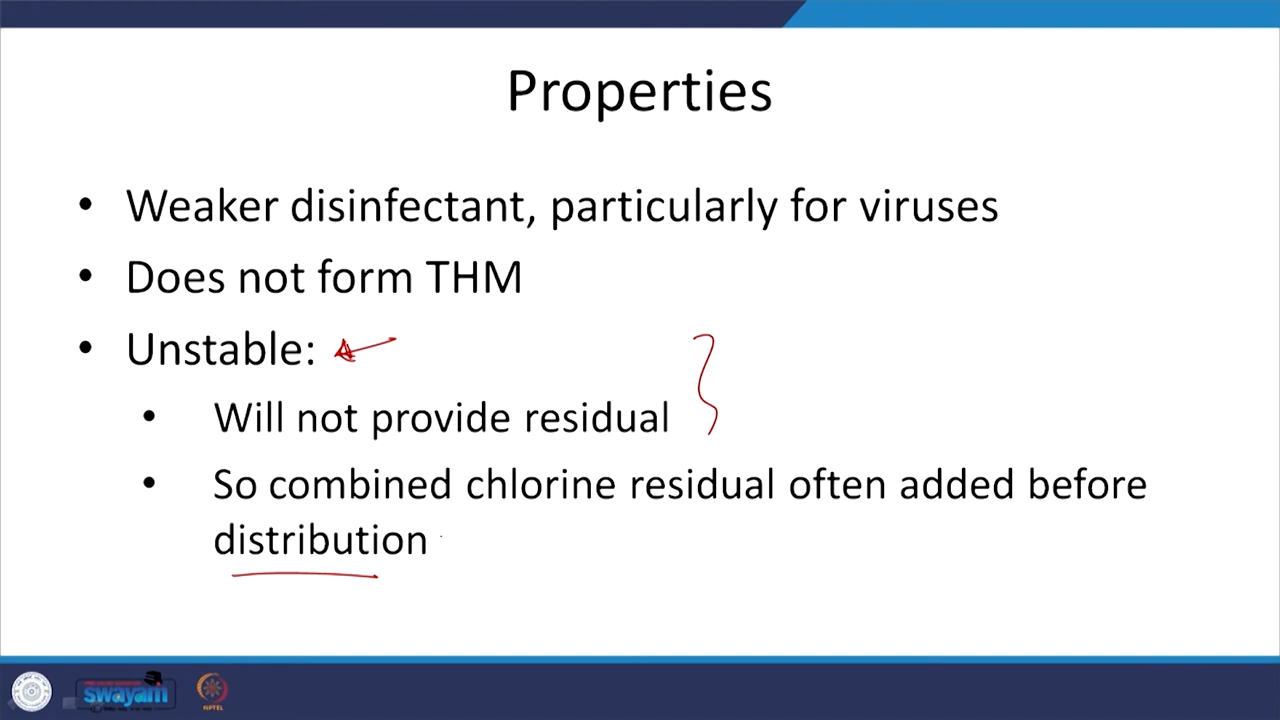 Properties
• Weaker disinfectant, particularly for viruses
• Does not form THM
• Unstable:
• Will not provide residual
• So combined chlorine residual often added before
distribution
swayam
NPTEL